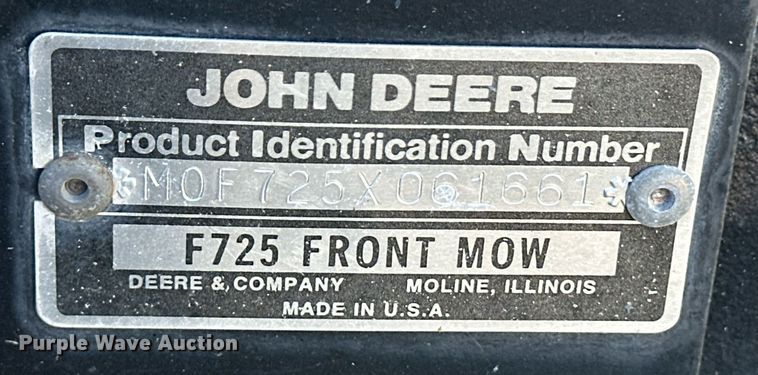 JOHN DEERE
Product Identification Number
*M0F725X061661*
F725 FRONT MOW
DEERE & COMPANY MOLINE, ILLINOIS
MADE IN U.S.A.
Purple Wave Auction